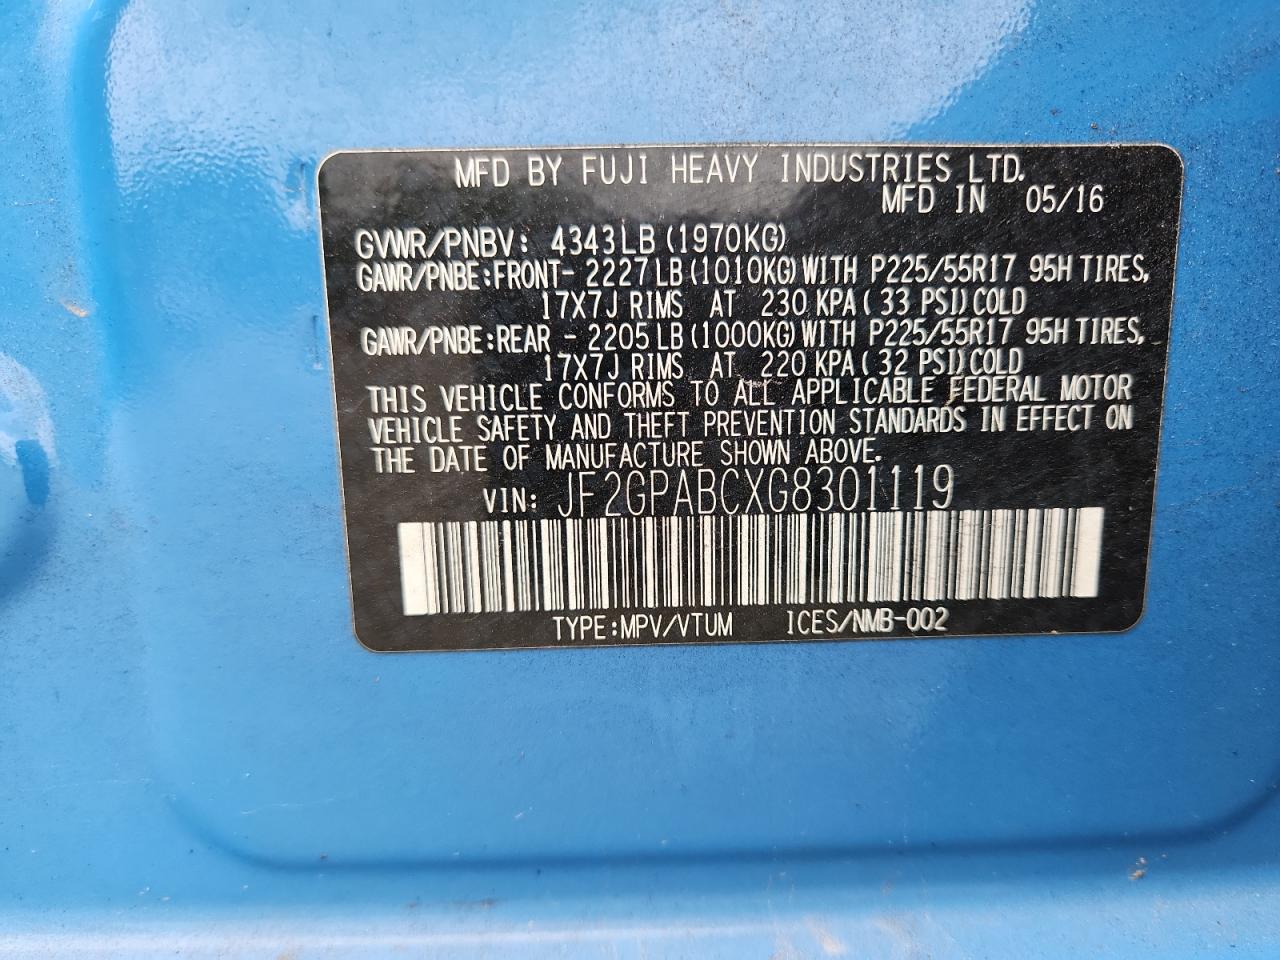 MFD BY FUJI HEAVY INDUSTRIES LTD.
MFD IN 05/16
GVWR/PNBV: 4343LB (1970KG)
GAWR/PNBE:FRONT- 2227LB (1010KG) WITH P225/55R17 95H TIRES,
17X7J RIMS AT 230 KPA (33 PSI) COLD
GAWR/PNBE:REAR - 2205LB (1000KG) WITH P225/55R17 95H TIRES,
17X7J RIMS AT 220 KPA (32 PSI) COLD
THIS VEHICLE CONFORMS TO ALL APPLICABLE FEDERAL MOTOR
VEHICLE SAFETY AND THEFT PREVENTION STANDARDS IN EFFECT ON
THE DATE OF MANUFACTURE SHOWN ABOVE.
VIN: JF2GPABCXG8301119
TYPE:MPV/VTUM ICES/NMB-002